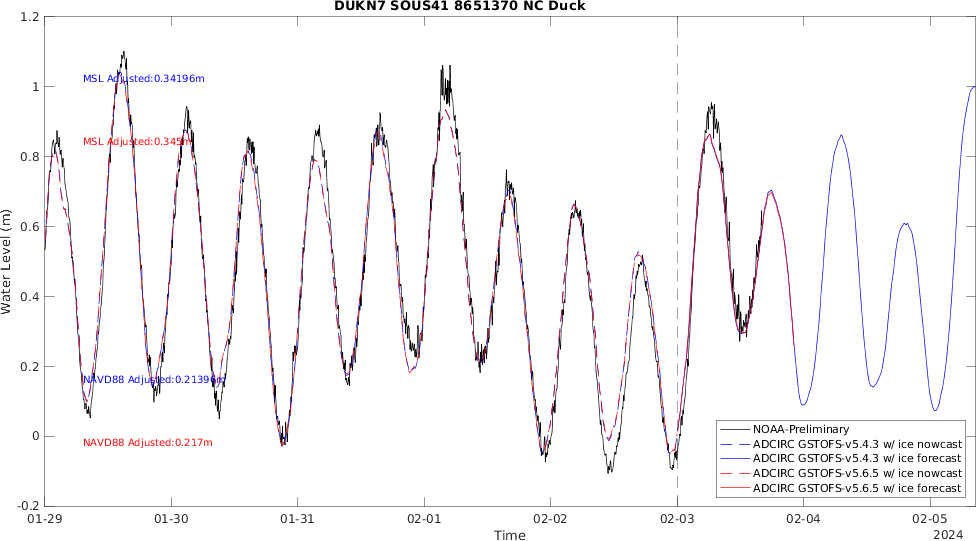 DUKN7 SOUS41 8651370 NC Duck
1.2
1
0.8
0.6
0.4
0.2
0
-0.2
Water Level (m)
MSL Adjusted:0.34196m
MSL Adjusted:0.345m
NAVD88 Adjusted:0.21396m
NAVD88 Adjusted:0.217m
NOAA-Preliminary
ADCIRC GSTOFS-v5.4.3 w/ ice nowcast
ADCIRC GSTOFS-v5.4.3 w/ ice forecast
ADCIRC GSTOFS-v5.6.5 w/ ice nowcast
ADCIRC GSTOFS-v5.6.5 w/ ice forecast
01-29 01-30 01-31 02-01 02-02 02-03 02-04 02-05
Time
2024